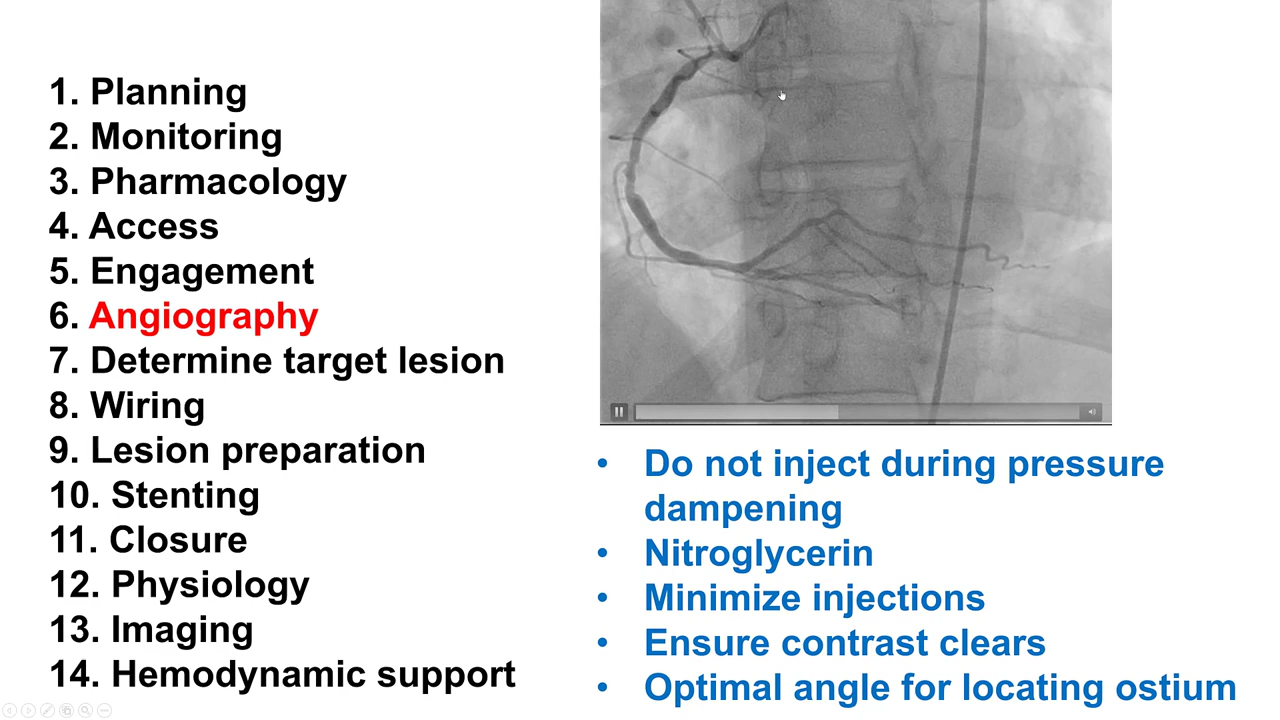 1. Planning
2. Monitoring
3. Pharmacology
4. Access
5. Engagement
6. Angiography
7. Determine target lesion
8. Wiring
9. Lesion preparation
10. Stenting
11. Closure
12. Physiology
13. Imaging
14. Hemodynamic support
• Do not inject during pressure
dampening
• Nitroglycerin
• Minimize injections
• Ensure contrast clears
• Optimal angle for locating ostium